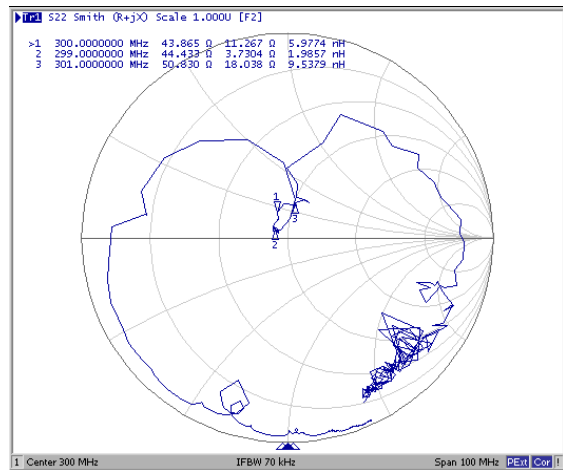 Tr1 S22 Smith (R+jX) Scale 1.000U [F2]
>1 300.0000000 MHz 43.865 Ω 11.267 Ω 5.9774 nH
2 299.0000000 MHz 44.433 Ω 3.7304 Ω 1.9857 nH
3 301.0000000 MHz 50.830 Ω 18.038 Ω 9.5379 nH
1
3
2
1 Center 300 MHz IFBW 70 kHz Span 100 MHz PExt Cor !